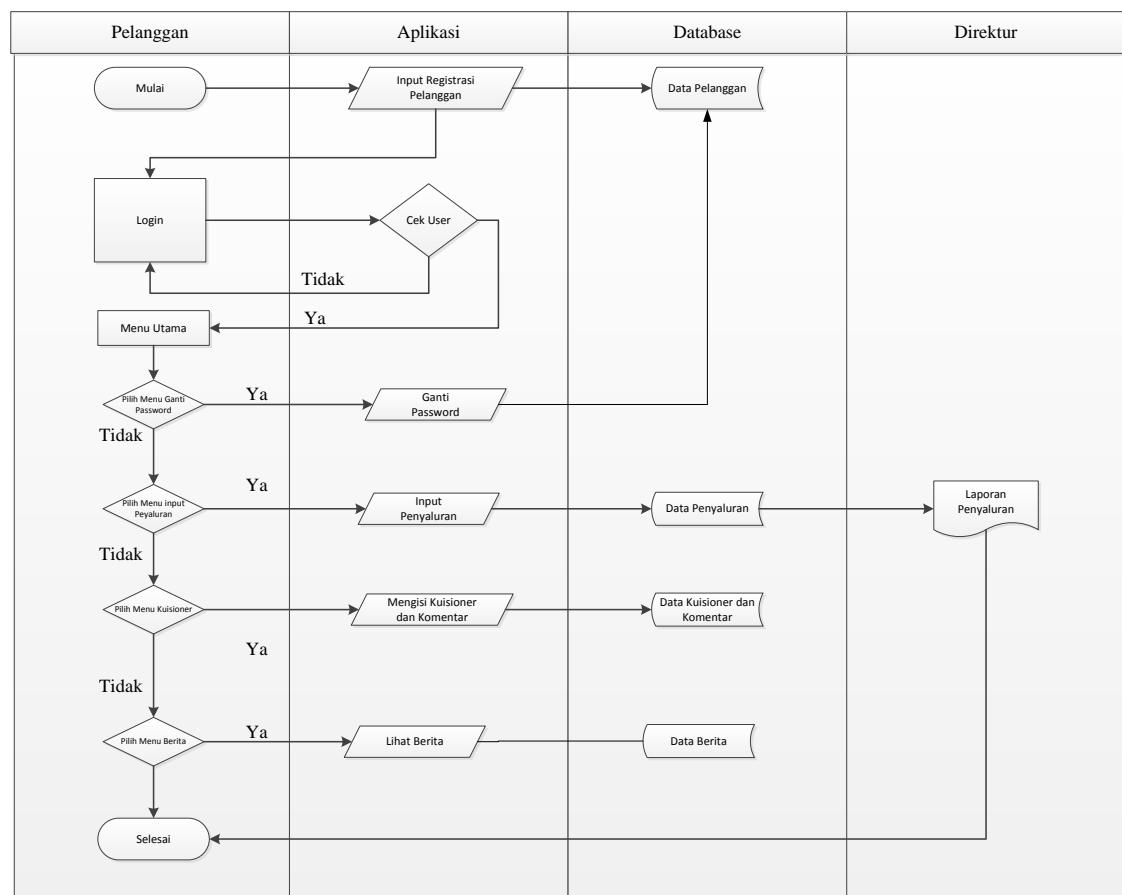 Pelanggan
Aplikasi
Database
Direktur
Mulai
Input Registrasi
Pelanggan
Data Pelanggan
Login
Cek User
Tidak
Ya
Menu Utama
Pilih Menu Ganti
Password
Ya
Ganti
Password
Tidak
Pilih Menu input
Peyaluran
Ya
Input
Penyaluran
Data Penyaluran
Laporan
Penyaluran
Tidak
Pilih Menu Kuisioner
Mengisi Kuisioner
dan Komentar
Data Kuisioner dan
Komentar
Ya
Tidak
Pilih Menu Berita
Ya
Lihat Berita
Data Berita
Selesai